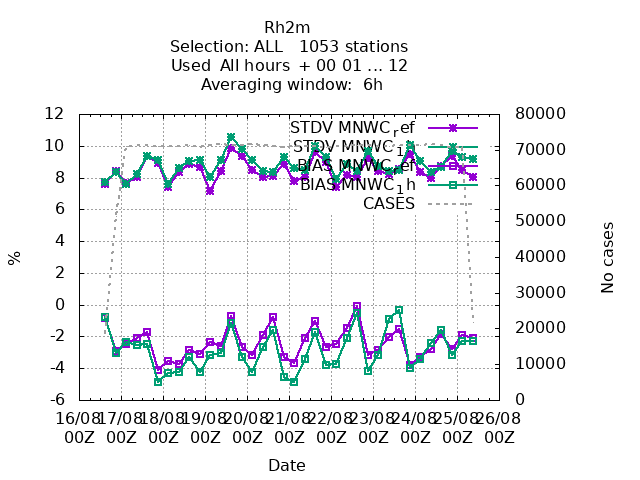 Rh2m
Selection: ALL   1053 stations
Used  All hours  + 00 01 ... 12
Averaging window:  6h
12 80000
10 70000
8 60000
6 50000
4 40000
2 30000
0 20000
-2 10000
-4 0
-6
%
No cases
STDV MNWC_ref
STDV MNWC_1h
BIAS MNWC_ref
BIAS MNWC_1h
CASES
16/08 17/08 18/08 19/08 20/08 21/08 22/08 23/08 24/08 25/08 26/08
00Z 00Z 00Z 00Z 00Z 00Z 00Z 00Z 00Z 00Z 00Z
Date